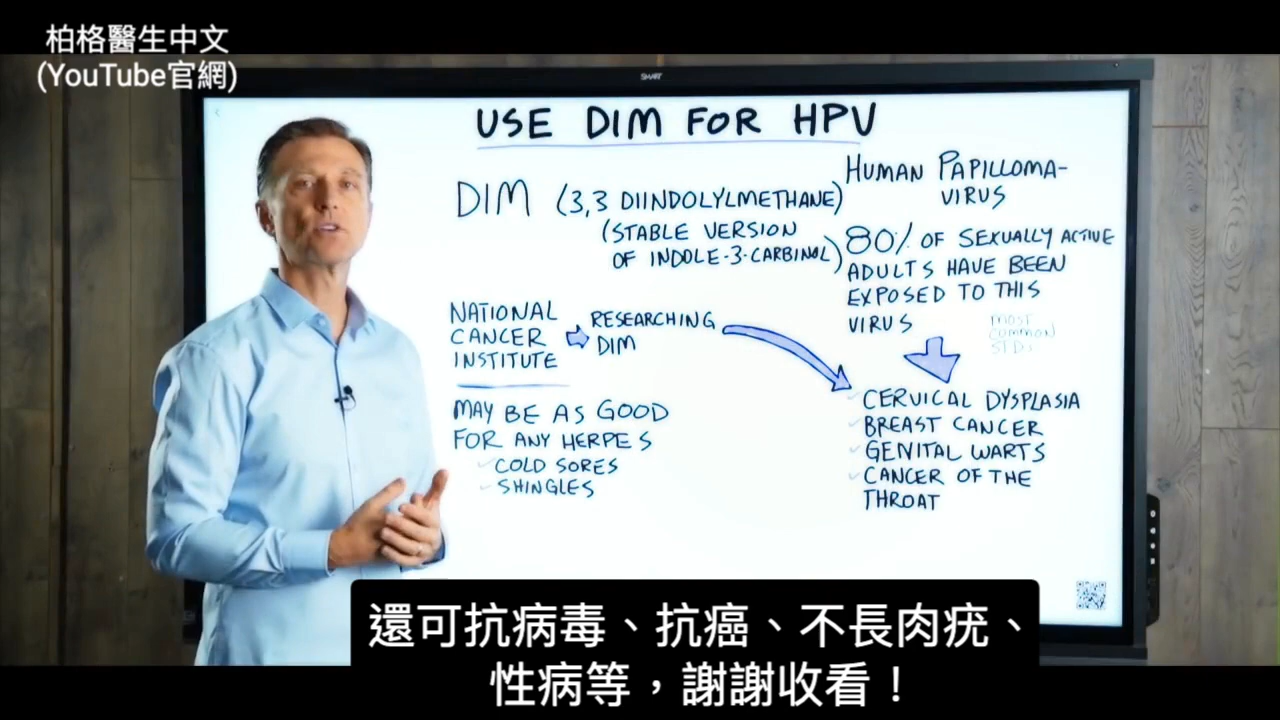 柏格醫生中文
(YouTube官網)
SMART
USE DIM FOR HPV
DIM (3,3 DIINDOLYLMETHANE)
(STABLE VERSION
OF INDOLE-3-CARBINOL)
HUMAN PAPILLOMA-
VIRUS
80% OF SEXUALLY ACTIVE
ADULTS HAVE BEEN
EXPOSED TO THIS
VIRUS
MOST
COMMON
STDs
NATIONAL
CANCER
INSTITUTE
RESEARCHING
DIM
MAY BE AS GOOD
FOR ANY HERPES
COLD SORES
SHINGLES
CERVICAL DYSPLASIA
BREAST CANCER
GENITAL WARTS
CANCER OF THE
THROAT
還可抗病毒、抗癌、不長肉疣、
性病等，謝謝收看！